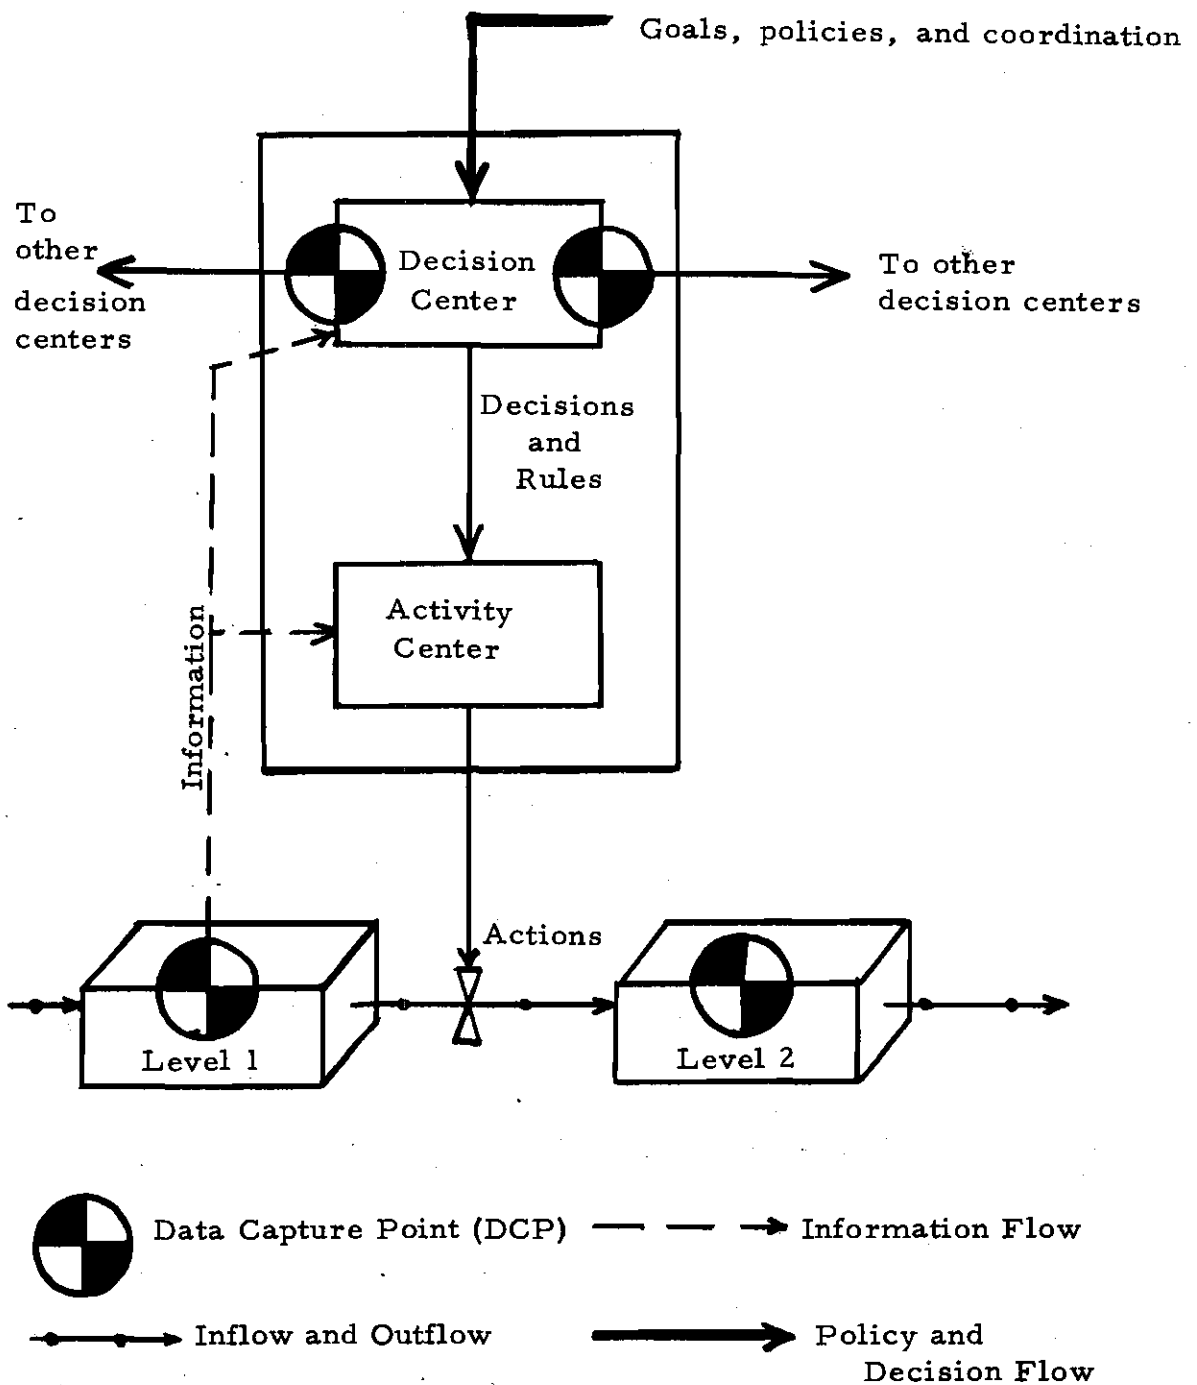 Goals, policies, and coordination
To
other
decision
centers
Decision
Center
To other
decision centers
Decisions
and
Rules
Activity
Center
Information
Actions
Level 1
Level 2
Data Capture Point (DCP)
Information Flow
Inflow and Outflow
Policy and
Decision Flow